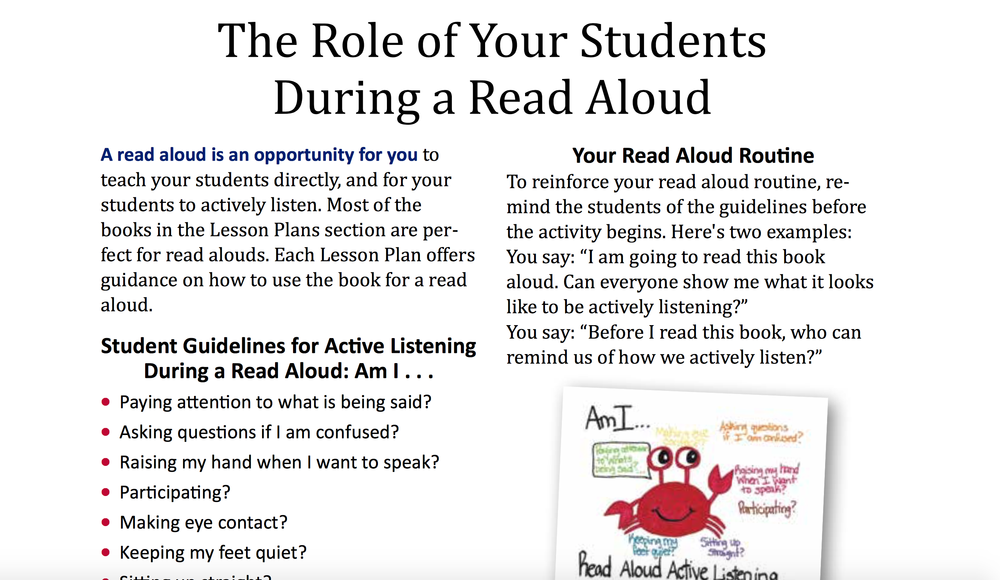 The Role of Your Students
During a Read Aloud
A read aloud is an opportunity for you to
teach your students directly, and for your
students to actively listen. Most of the
books in the Lesson Plans section are per-
fect for read alouds. Each Lesson Plan offers
guidance on how to use the book for a read
aloud.
Student Guidelines for Active Listening
During a Read Aloud: Am I . . .
• Paying attention to what is being said?
• Asking questions if I am confused?
• Raising my hand when I want to speak?
• Participating?
• Making eye contact?
• Keeping my feet quiet?
• Sitting up straight?
Your Read Aloud Routine
To reinforce your read aloud routine, re-
mind the students of the guidelines before
the activity begins. Here's two examples:
You say: “I am going to read this book
aloud. Can everyone show me what it looks
like to be actively listening?”
You say: “Before I read this book, who can
remind us of how we actively listen?”
Am I...
Making eye
contact?
Asking questions
if I am confused?
Paying attention
to whats
being said?...
Raising my hand
when I want
to speak?
Participating?
Keeping my
feet quiet?
Sitting up
straight?
Read Aloud Active Listening